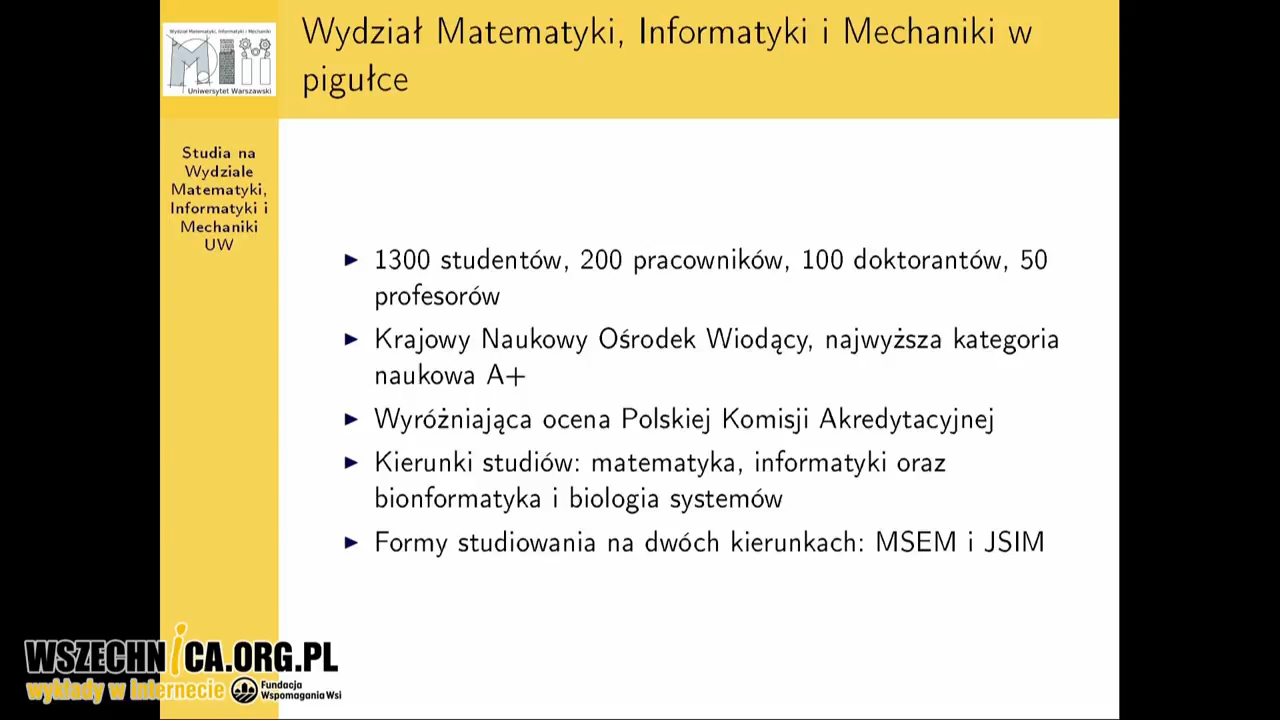 Wydział Matematyki, Informatyki i Mechaniki w
pigułce
Wydział Matematyki, Informatyki i Mechaniki
Uniwersytet Warszawski
Studia na
Wydziale
Matematyki,
Informatyki i
Mechaniki
UW
1300 studentów, 200 pracowników, 100 doktorantów, 50
profesorów
Krajowy Naukowy Ośrodek Wiodący, najwyższa kategoria
naukowa A+
Wyróżniająca ocena Polskiej Komisji Akredytacyjnej
Kierunki studiów: matematyka, informatyki oraz
bionformatyka i biologia systemów
Formy studiowania na dwóch kierunkach: MSEM i JSIM
WSZECHNICA.ORG.PL
wykłady w internecie
Fundacja
Wspomagania Wsi